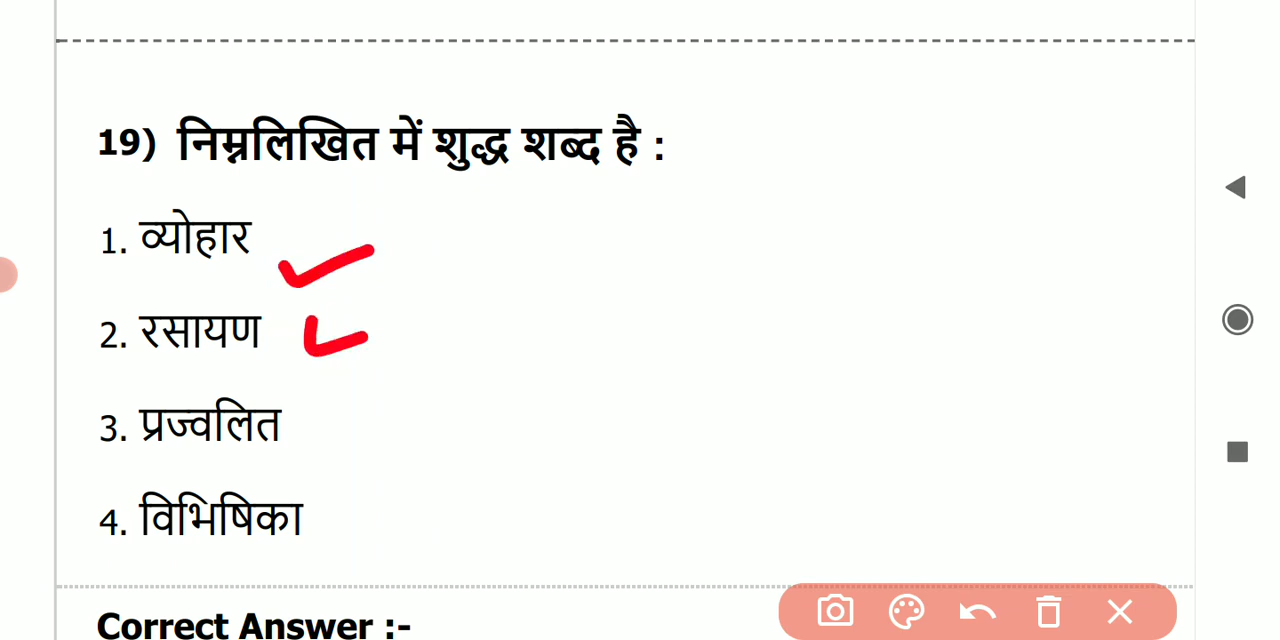 19) निम्नलिखित में शुद्ध शब्द है :
1. व्योहार
2. रसायण
3. प्रज्वलित
4. विभिषिका
Correct Answer :-